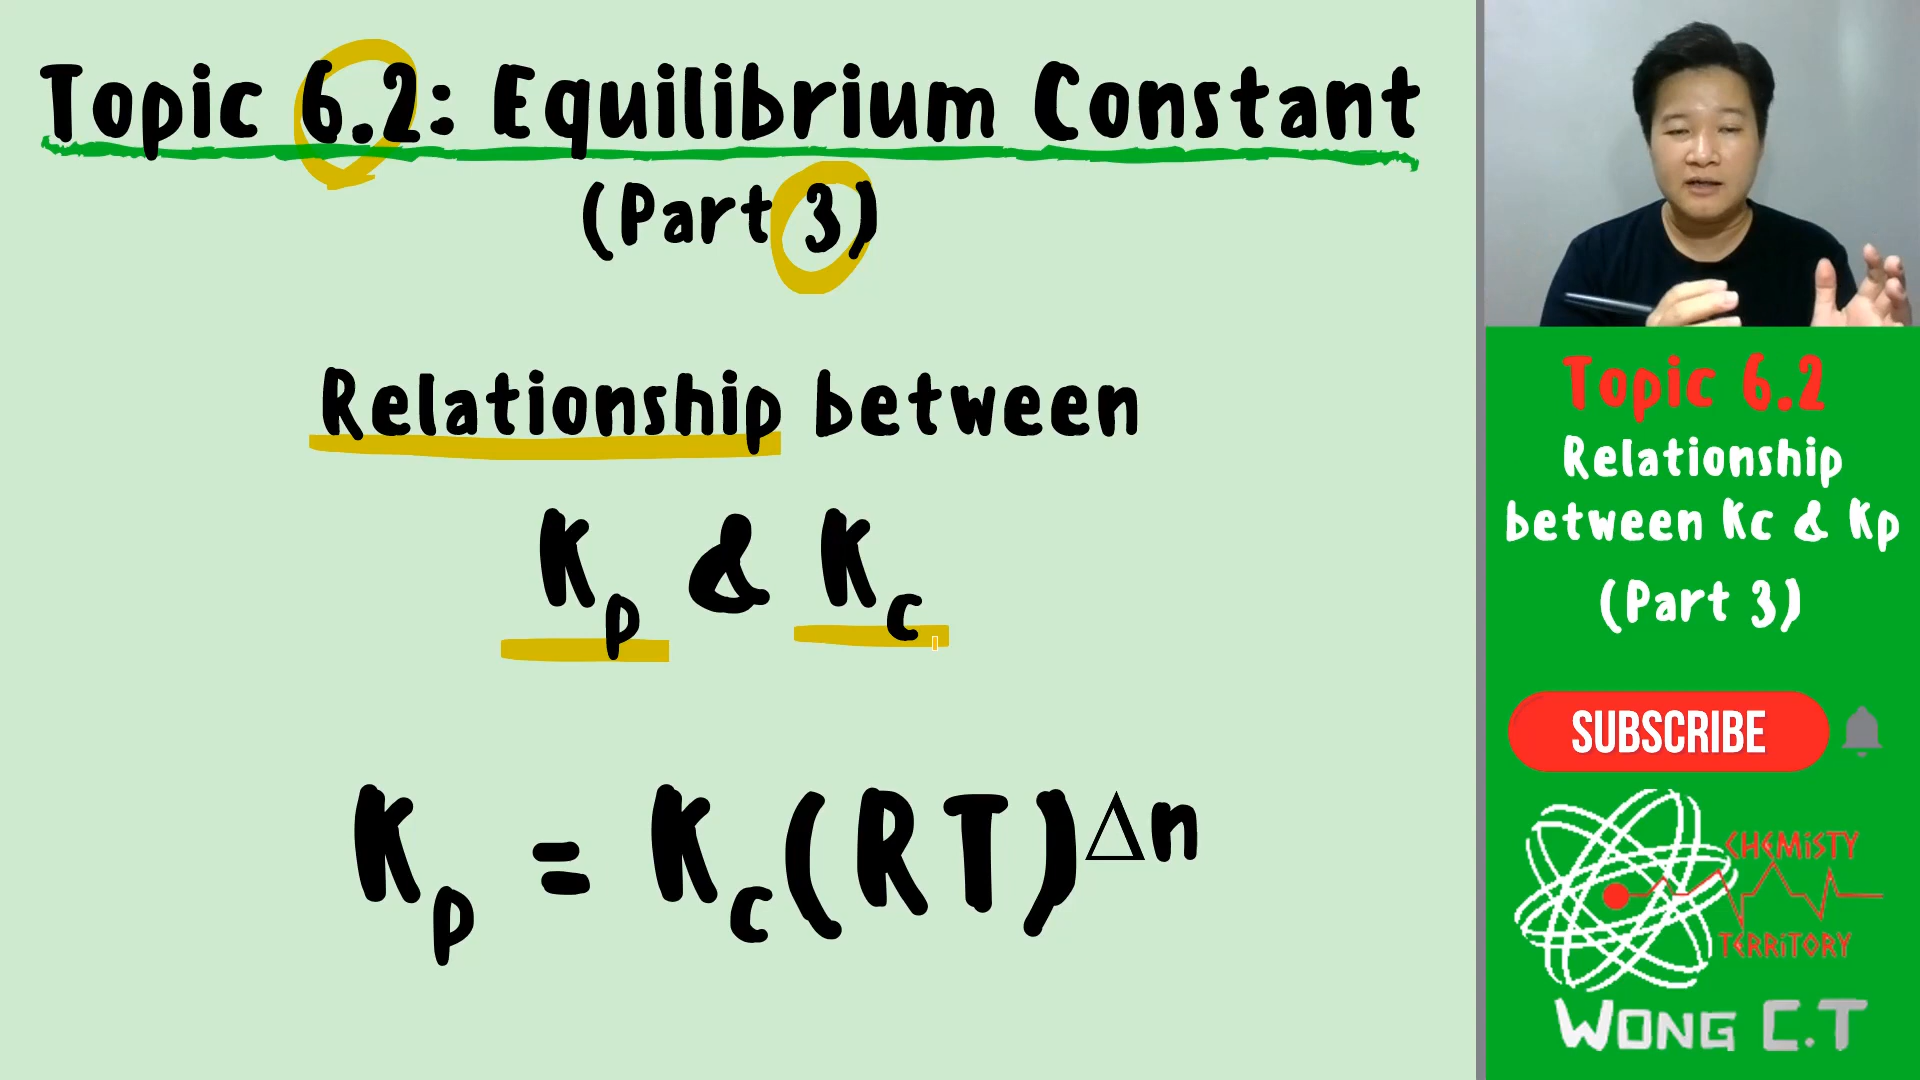 Topic 6.2: Equilibrium Constant
(Part 3)
Relationship between
Kp & Kc
Kp = Kc(RT)^Δn
Topic 6.2
Relationship
between Kc & Kp
(Part 3)
SUBSCRIBE
CHEMiSTY
TERRiTORY
WONG C.T